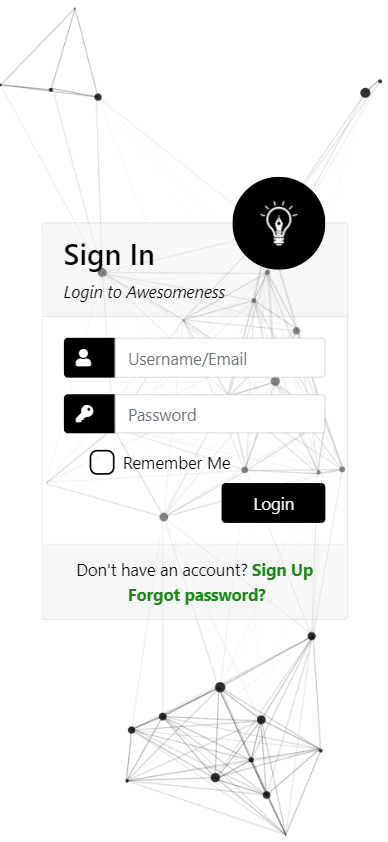 Sign In
Login to Awesomeness
Username/Email
Password
Remember Me
Login
Don't have an account? Sign Up
Forgot password?